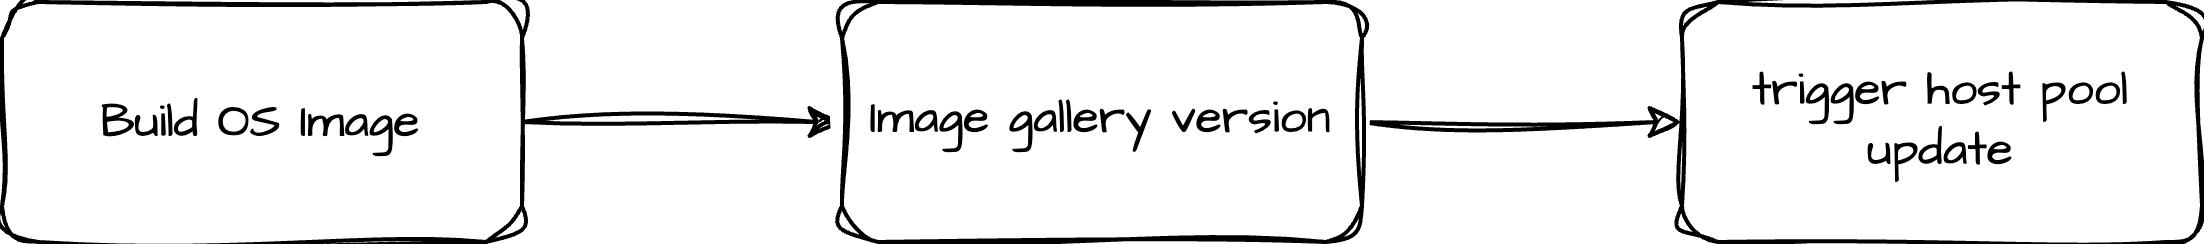 Build OS Image
Image gallery version
trigger host pool
update